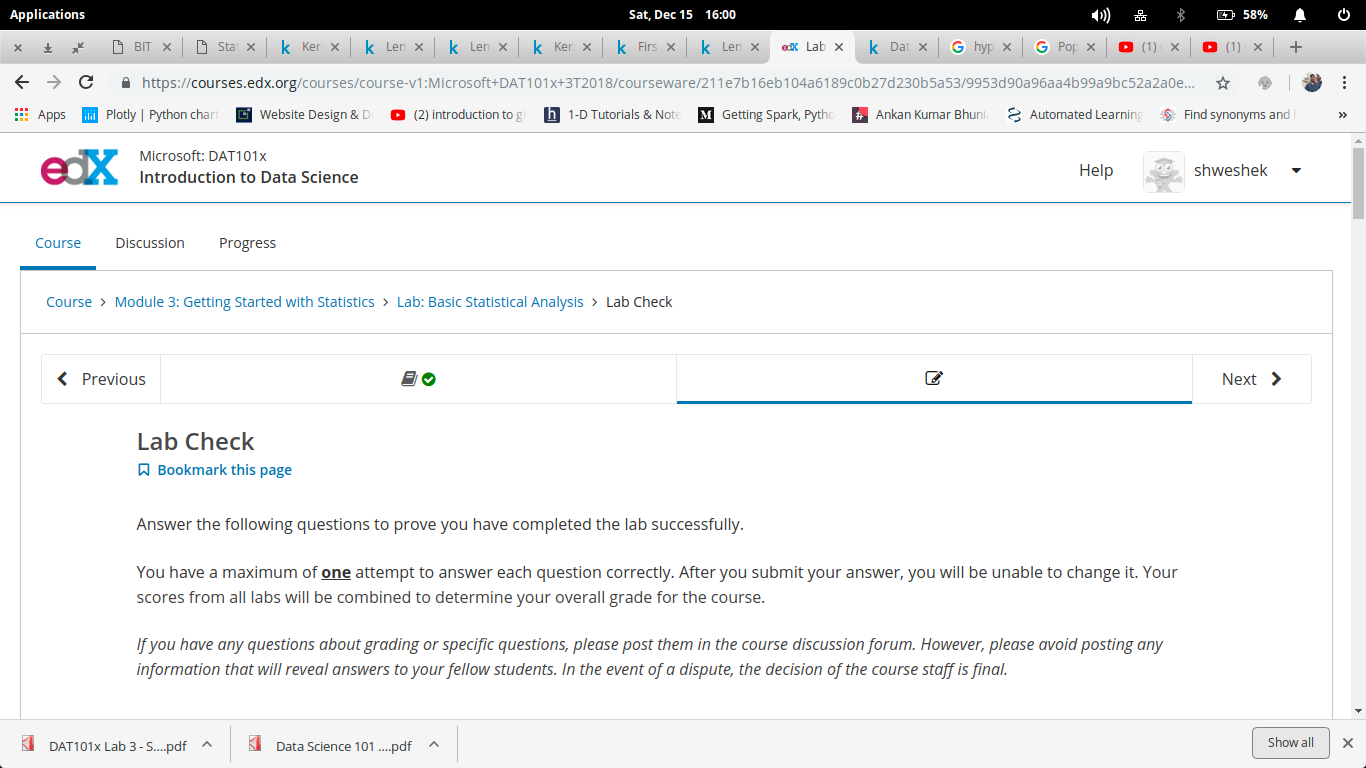 Applications
Sat, Dec 15 16:00
58%
BIT
Stat
Ker
Lem
Len
Ker
Firs
Lem
edX Lab
Dat
hyp
Pop
(1)
(1)
https://courses.edx.org/courses/course-v1:Microsoft+DAT101x+3T2018/courseware/211e7b16eb104a6189c0b27d230b5a53/9953d90a96aa4b99a9bc52a2a0e...
Apps
Plotly | Python chart
Website Design & D
(2) introduction to gi
1-D Tutorials & Note
Getting Spark, Pytho
Ankan Kumar Bhuni
Automated Learning
Find synonyms and
»
edX
Microsoft: DAT101x
Introduction to Data Science
Help
shweshek
Course Discussion Progress
Course > Module 3: Getting Started with Statistics > Lab: Basic Statistical Analysis > Lab Check
Previous
Next
Lab Check
Bookmark this page
Answer the following questions to prove you have completed the lab successfully.
You have a maximum of one attempt to answer each question correctly. After you submit your answer, you will be unable to change it. Your
scores from all labs will be combined to determine your overall grade for the course.
If you have any questions about grading or specific questions, please post them in the course discussion forum. However, please avoid posting any
information that will reveal answers to your fellow students. In the event of a dispute, the decision of the course staff is final.
DAT101x Lab 3 - S....pdf
Data Science 101 ....pdf
Show all